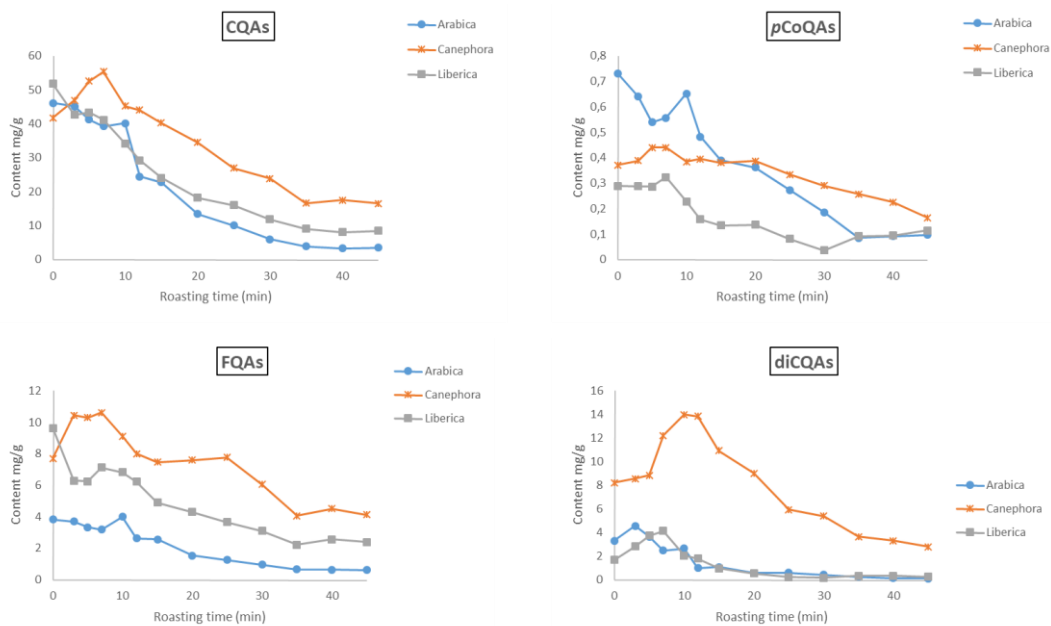 CQAs
Arabica
Canephora
Liberica
60
50
40
30
20
10
0
Content mg/g
0 10 20 30 40
Roasting time (min)
pCoQAs
Arabica
Canephora
Liberica
0,8
0,7
0,6
0,5
0,4
0,3
0,2
0,1
0
Content mg/g
0 10 20 30 40
Roasting time (min)
FQAs
Arabica
Canephora
Liberica
12
10
8
6
4
2
0
Content mg/g
0 10 20 30 40
Roasting time (min)
diCQAs
16
14
12
10
8
6
4
2
0
Content mg/g
Arabica
Canephora
Liberica
0 10 20 30 40
Roasting time (min)